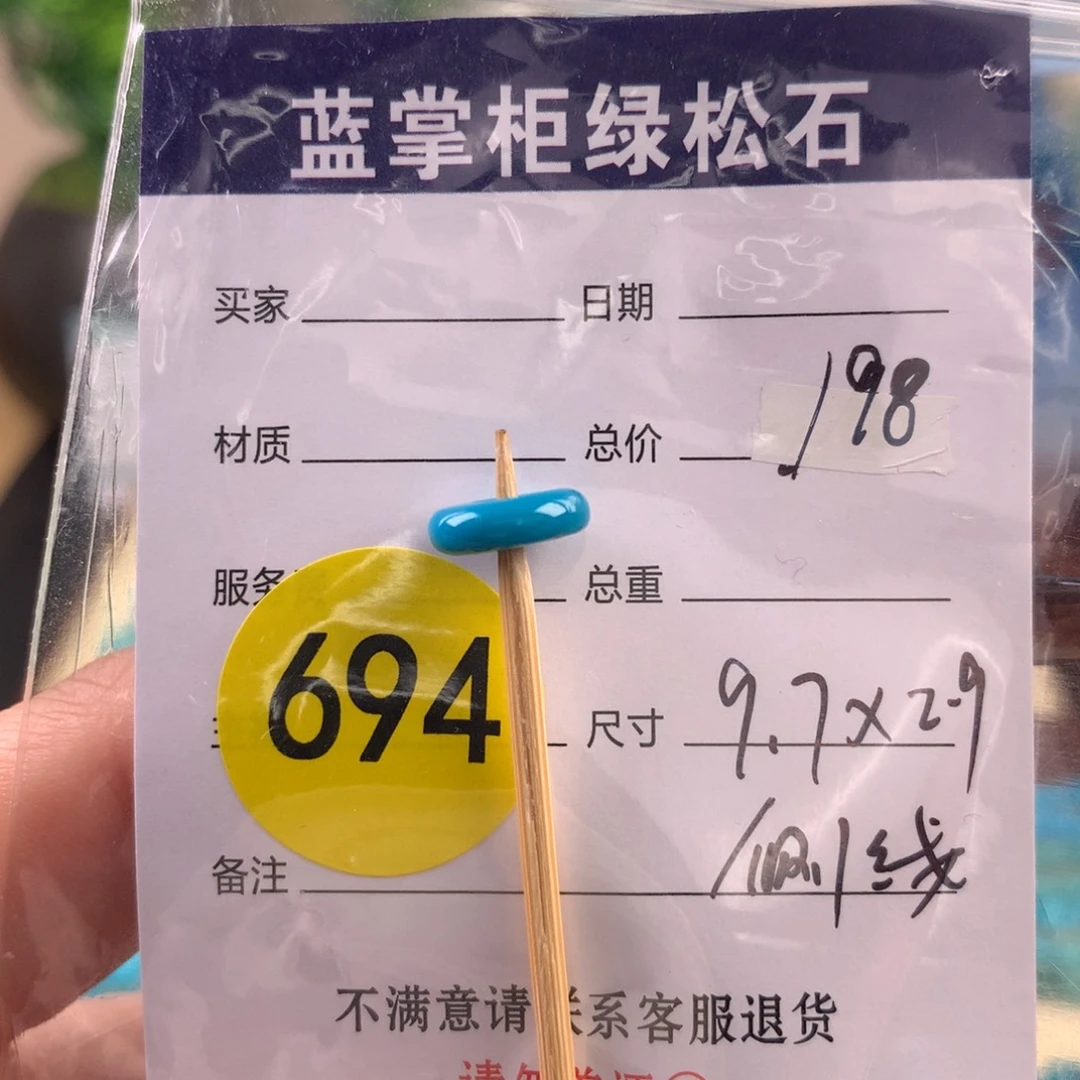 蓝掌柜绿松石
买家 日期
材质 总价 198
服务 总重
694
尺寸 9.7x2.9
备注 侧线
不满意请联系客服退货